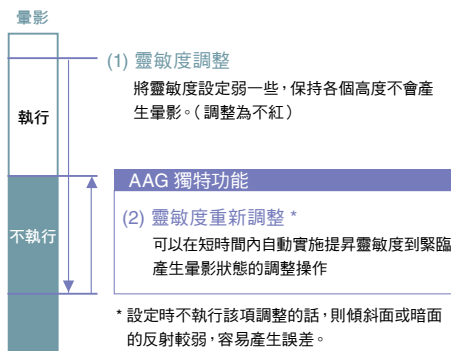 暈影
(1) 靈敏度調整
將靈敏度設定弱一些，保持各個高度不會產
生暈影。（調整為不紅）
執行
AAG 獨特功能
(2) 靈敏度重新調整 *
不執行
可以在短時間內自動實施提昇靈敏度到緊臨
產生暈影狀態的調整操作
* 設定時不執行該項調整的話，則傾斜面或暗面
的反射較弱，容易產生誤差。